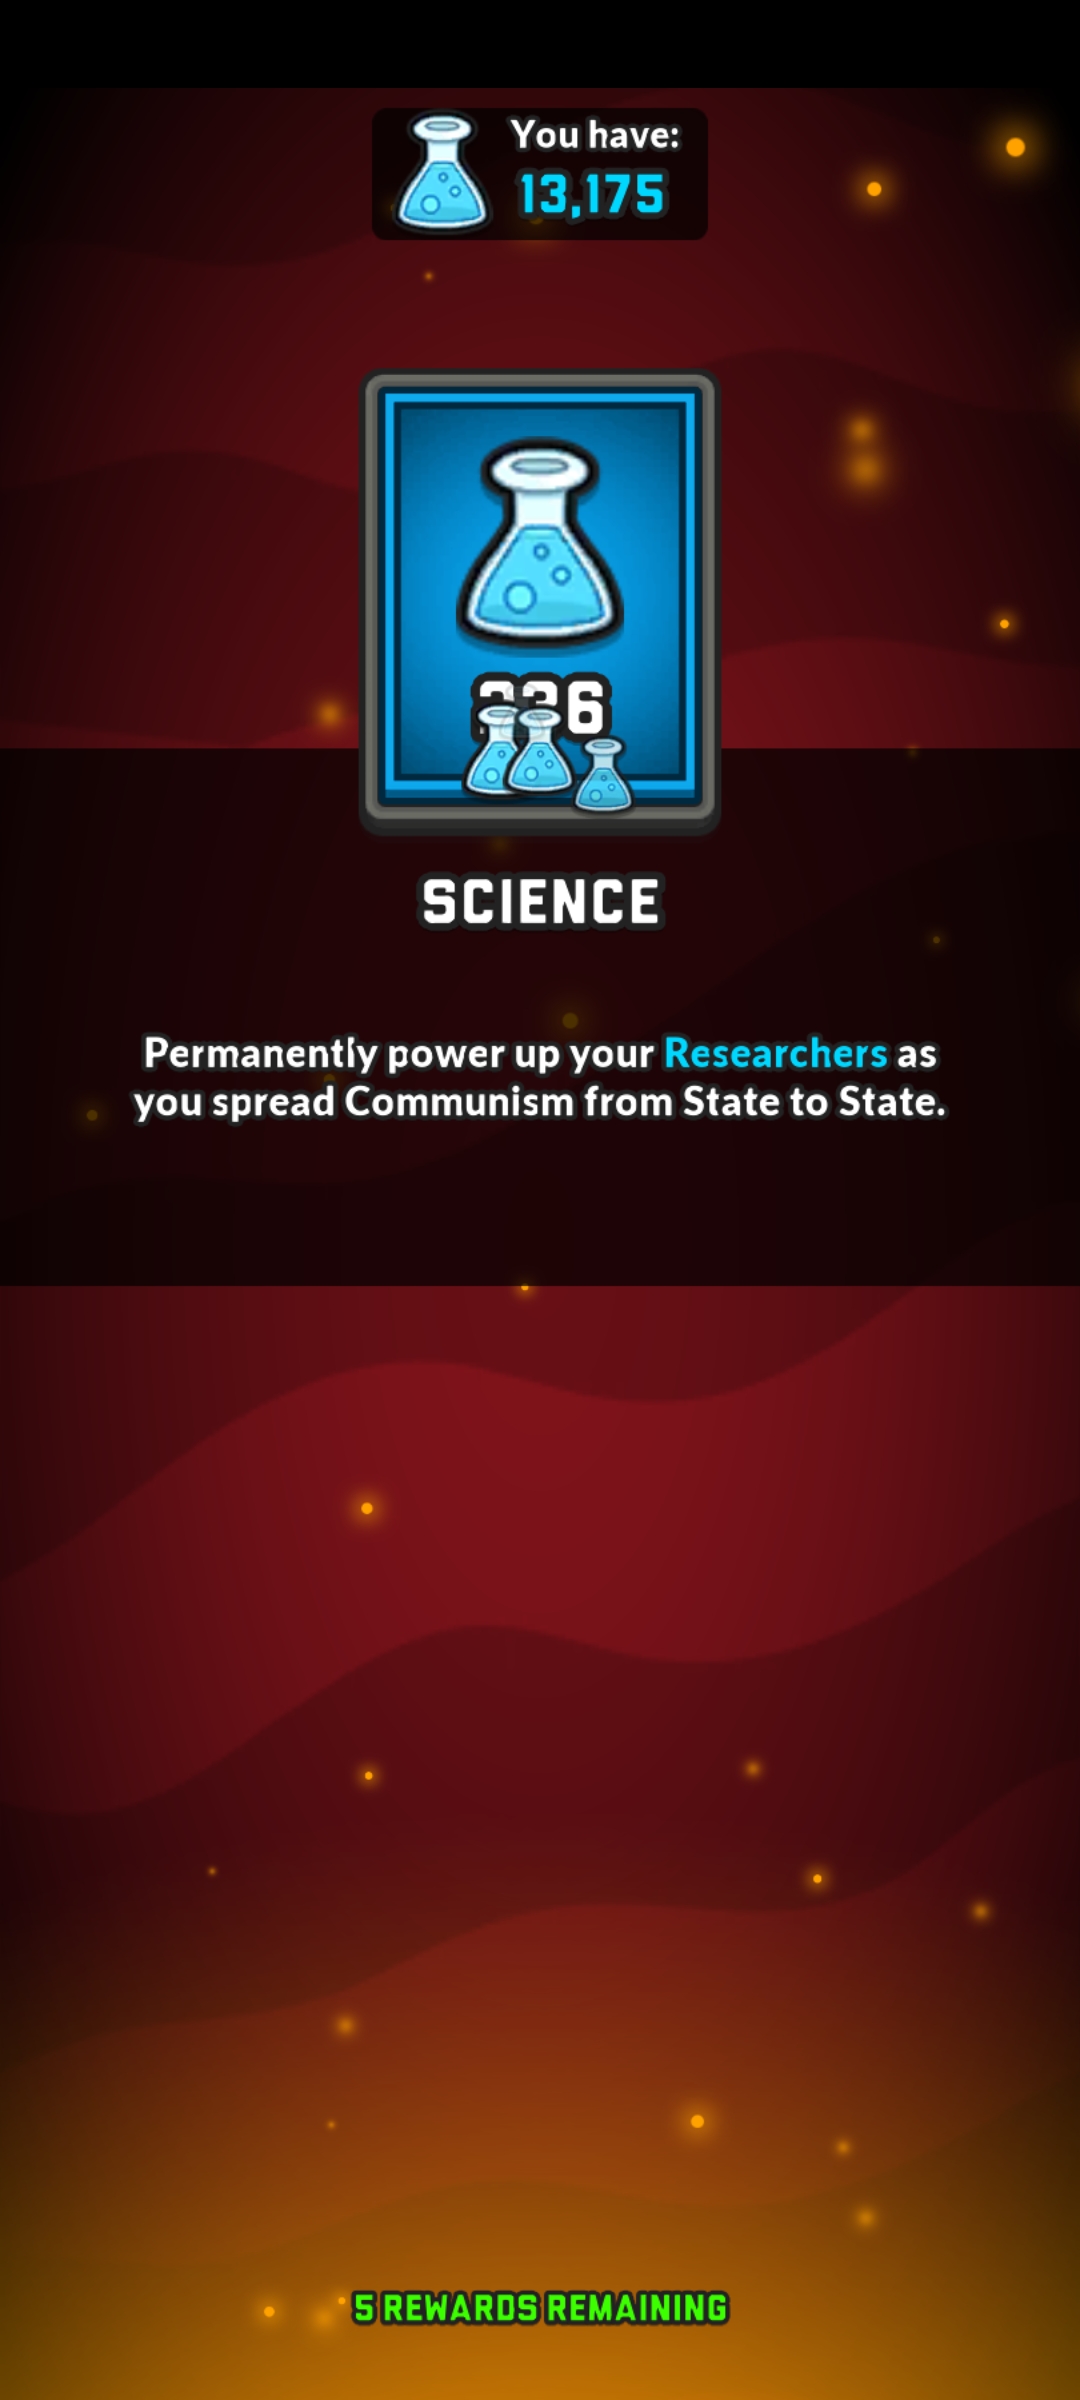 You have:
13,175
SCIENCE
Permanently power up your Researchers as
you spread Communism from State to State.
5 REWARDS REMAINING